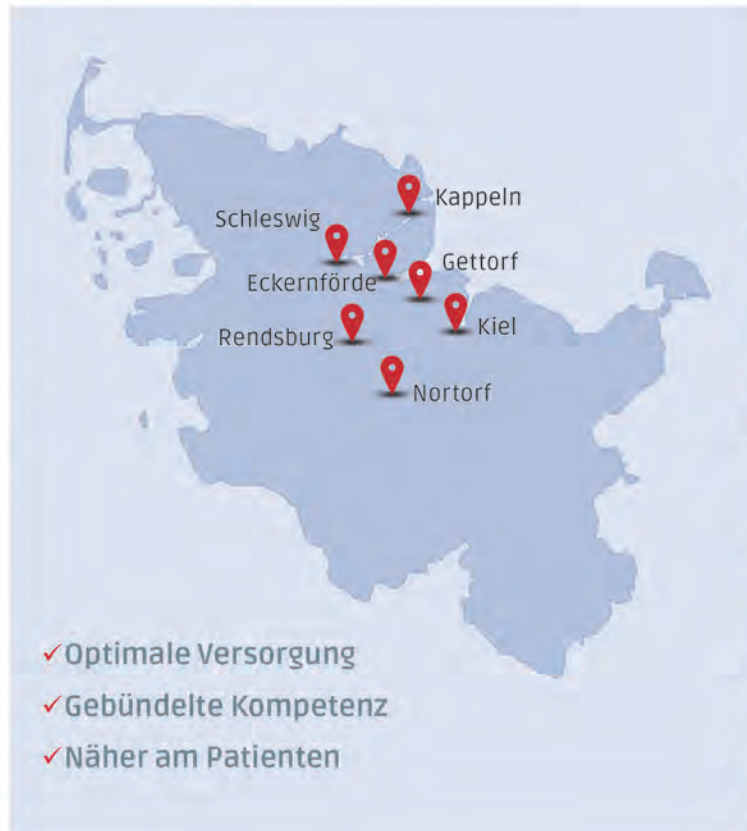 Kappeln
Schleswig
Gettorf
Eckernförde
Kiel
Rendsburg
Nortorf
✓Optimale Versorgung
✓Gebündelte Kompetenz
✓Näher am Patienten